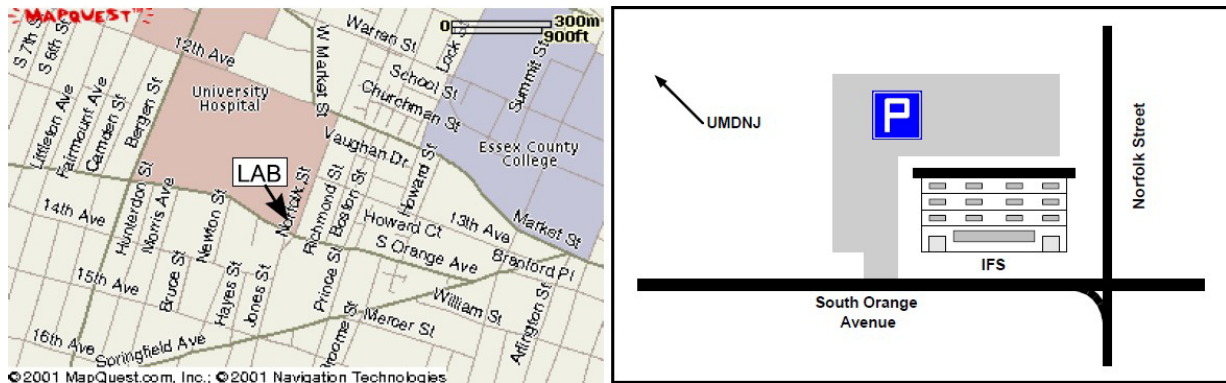 MAPQUEST
TM
0 300m
900ft
S 7th St
S 6th St
12th Ave
W Market St
Warren St
Lock St
School St
Churchman St
Summit St
University
Hospital
Littleton Ave
Fairmount Ave
Camden St
Bergen St
Vaughan Dr
Essex County
College
LAB
Norfolk St
Richmond St
Boston St
Howard St
14th Ave
Hunterdon St
Morris Ave
Newton St
Howard Ct
13th Ave
Market St
S Orange Ave
Branford Pl
15th Ave
Bruce St
Hayes St
Jones St
Prince St
William St
Mercer St
Broome St
Arlington St
16th Ave
Springfield Ave
©2001 MapQuest.com, Inc.; ©2001 Navigation Technologies
UMDNJ
P
Norfolk Street
IFS
South Orange
Avenue